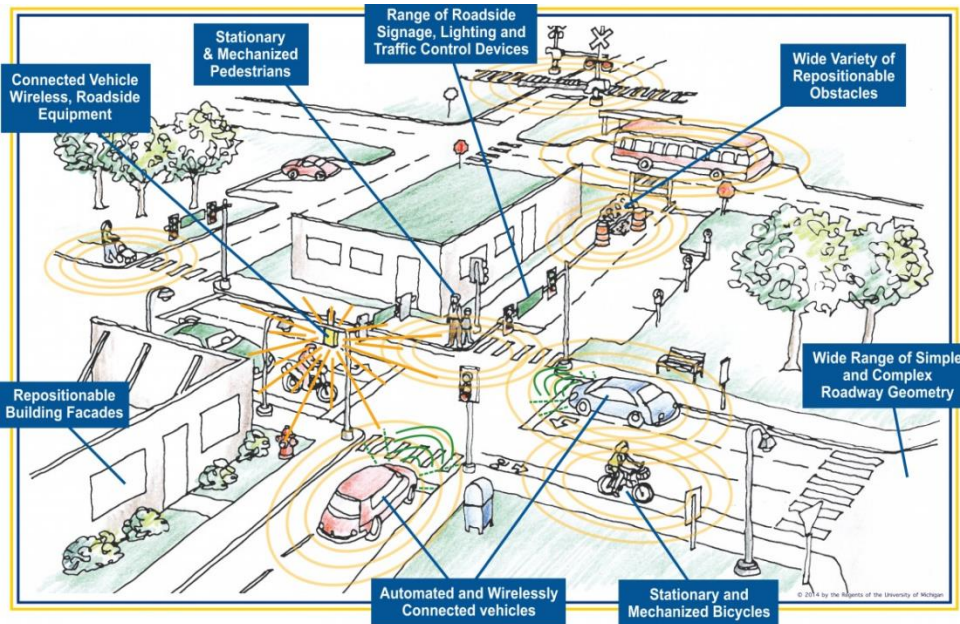 Range of Roadside
Signage, Lighting and
Traffic Control Devices
Stationary
& Mechanized
Pedestrians
Wide Variety of
Repositionable
Obstacles
Connected Vehicle
Wireless, Roadside
Equipment
Wide Range of Simple
and Complex
Roadway Geometry
Repositionable
Building Facades
Automated and Wirelessly
Connected vehicles
Stationary and
Mechanized Bicycles
© 2014 by the Regents of the University of Michigan